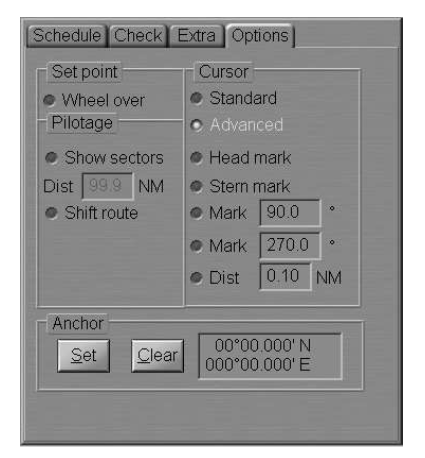 Schedule Check Extra Options
Set point
Wheel over
Pilotage
Show sectors
Dist 99.9 NM
Shift route
Cursor
Standard
Advanced
Head mark
Stern mark
Mark 90.0 °
Mark 270.0 °
Dist 0.10 NM
Anchor
Set Clear
00°00.000' N
000°00.000' E